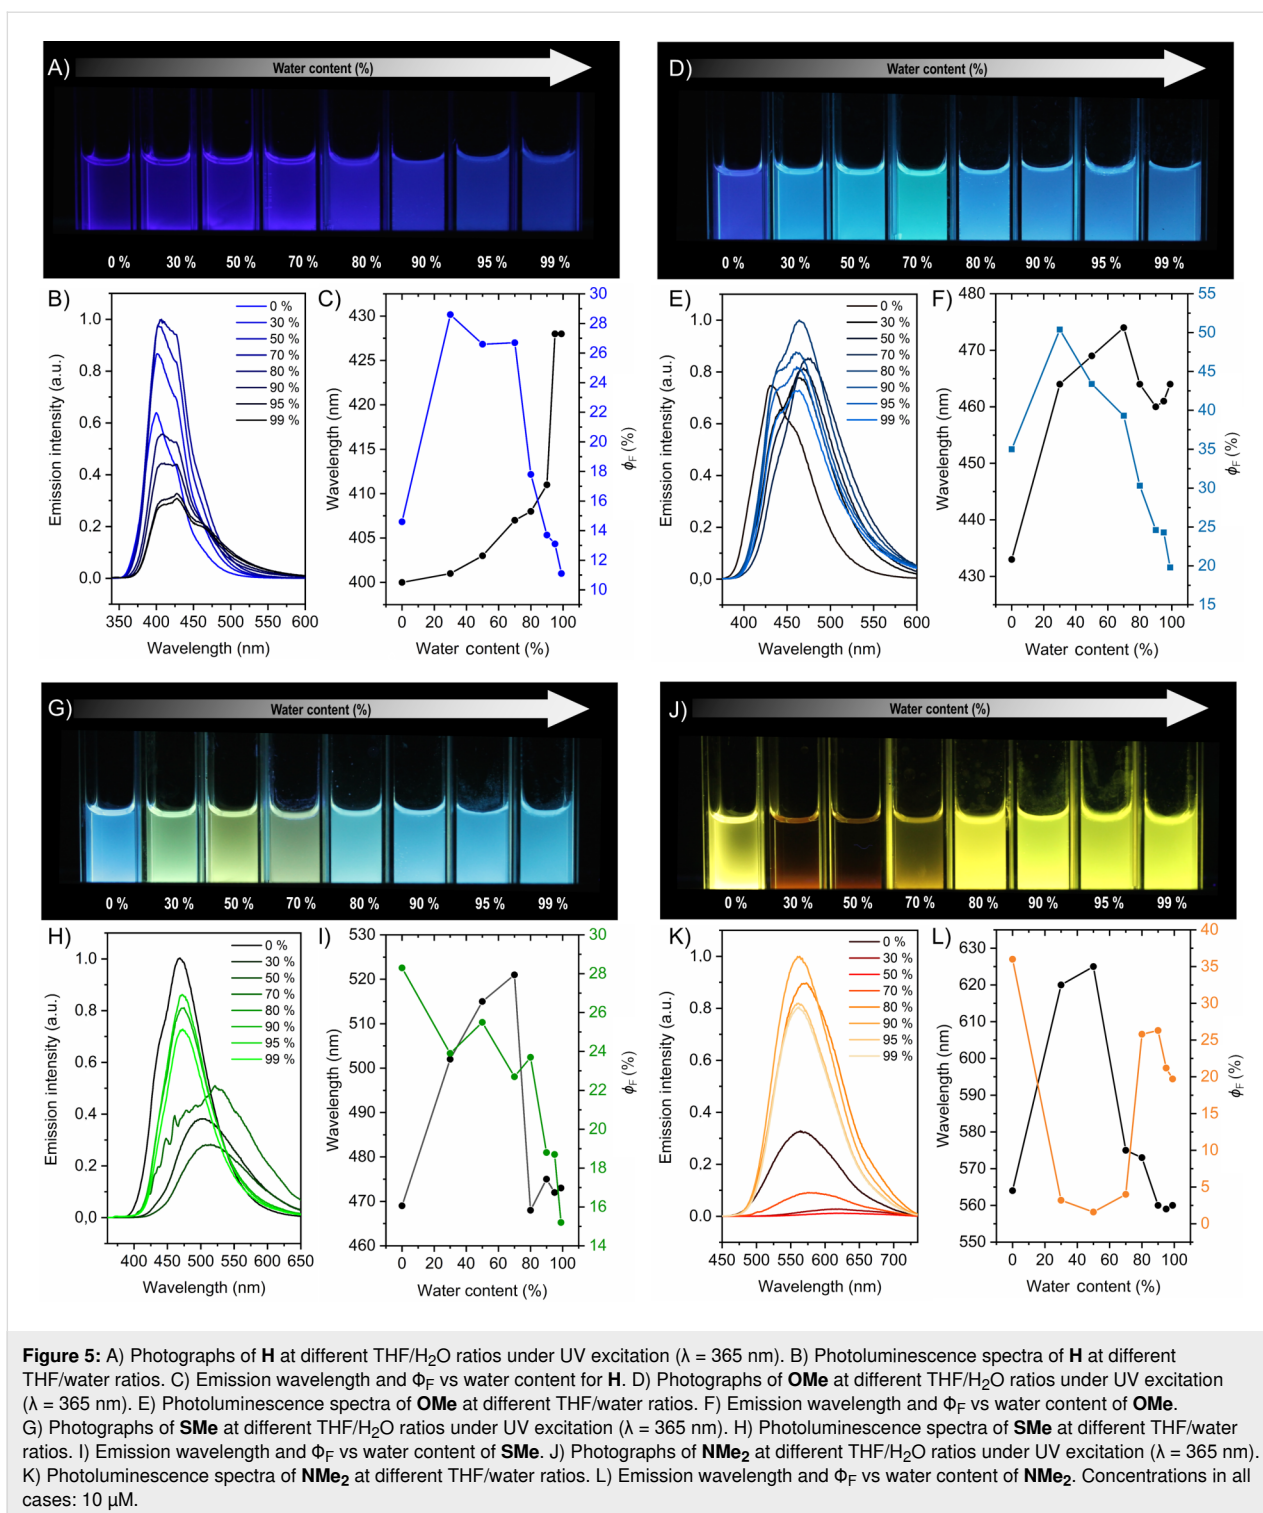 A)
Water content (%)
0 % 30 % 50 % 70 % 80 % 90 % 95 % 99 %
D)
Water content (%)
0 % 30 % 50 % 70 % 80 % 90 % 95 % 99 %
B)
Emission intensity (a.u.)
1.0
0.8
0.6
0.4
0.2
0.0
0 %
30 %
50 %
70 %
80 %
90 %
95 %
99 %
350 400 450 500 550 600
Wavelength (nm)
C)
Wavelength (nm)
430
425
420
415
410
405
400
30
28
26
24
22
20
18
16
14
12
10
ϕF (%)
0 20 40 60 80 100
Water content (%)
E)
Emission intensity (a.u.)
1.0
0.8
0.6
0.4
0.2
0,0
0 %
30 %
50 %
70 %
80 %
90 %
95 %
99 %
400 450 500 550 600
Wavelength (nm)
F)
Wavelength (nm)
480
470
460
450
440
430
55
50
45
40
35
30
25
20
15
ϕF (%)
0 20 40 60 80 100
Water content (%)
G)
Water content (%)
0 % 30 % 50 % 70 % 80 % 90 % 95 % 99 %
J)
Water content (%)
0 % 30 % 50 % 70 % 80 % 90 % 95 % 99 %
H)
Emission intensity (a.u.)
1.0
0.8
0.6
0.4
0.2
0,0
0 %
30 %
50 %
70 %
80 %
90 %
95 %
99 %
400 450 500 550 600 650
Wavelength (nm)
I)
Wavelength (nm)
530
520
510
500
490
480
470
460
30
28
26
24
22
20
18
16
14
ϕF (%)
0 20 40 60 80 100
Water content (%)
K)
Emission intensity (a.u.)
1.0
0.8
0.6
0.4
0.2
0.0
0 %
30 %
50 %
70 %
80 %
90 %
95 %
99 %
450 500 550 600 650 700
Wavelength (nm)
L)
Wavelength (nm)
630
620
610
600
590
580
570
560
550
40
35
30
25
20
15
10
5
0
ϕF (%)
0 20 40 60 80 100
Water content (%)
Figure 5: A) Photographs of H at different THF/H2O ratios under UV excitation (λ = 365 nm). B) Photoluminescence spectra of H at different
THF/water ratios. C) Emission wavelength and ΦF vs water content for H. D) Photographs of OMe at different THF/H2O ratios under UV excitation
(λ = 365 nm). E) Photoluminescence spectra of OMe at different THF/water ratios. F) Emission wavelength and ΦF vs water content of OMe.
G) Photographs of SMe at different THF/H2O ratios under UV excitation (λ = 365 nm). H) Photoluminescence spectra of SMe at different THF/water
ratios. I) Emission wavelength and ΦF vs water content of SMe. J) Photographs of NMe2 at different THF/H2O ratios under UV excitation (λ = 365 nm).
K) Photoluminescence spectra of NMe2 at different THF/water ratios. L) Emission wavelength and ΦF vs water content of NMe2. Concentrations in all
cases: 10 μM.